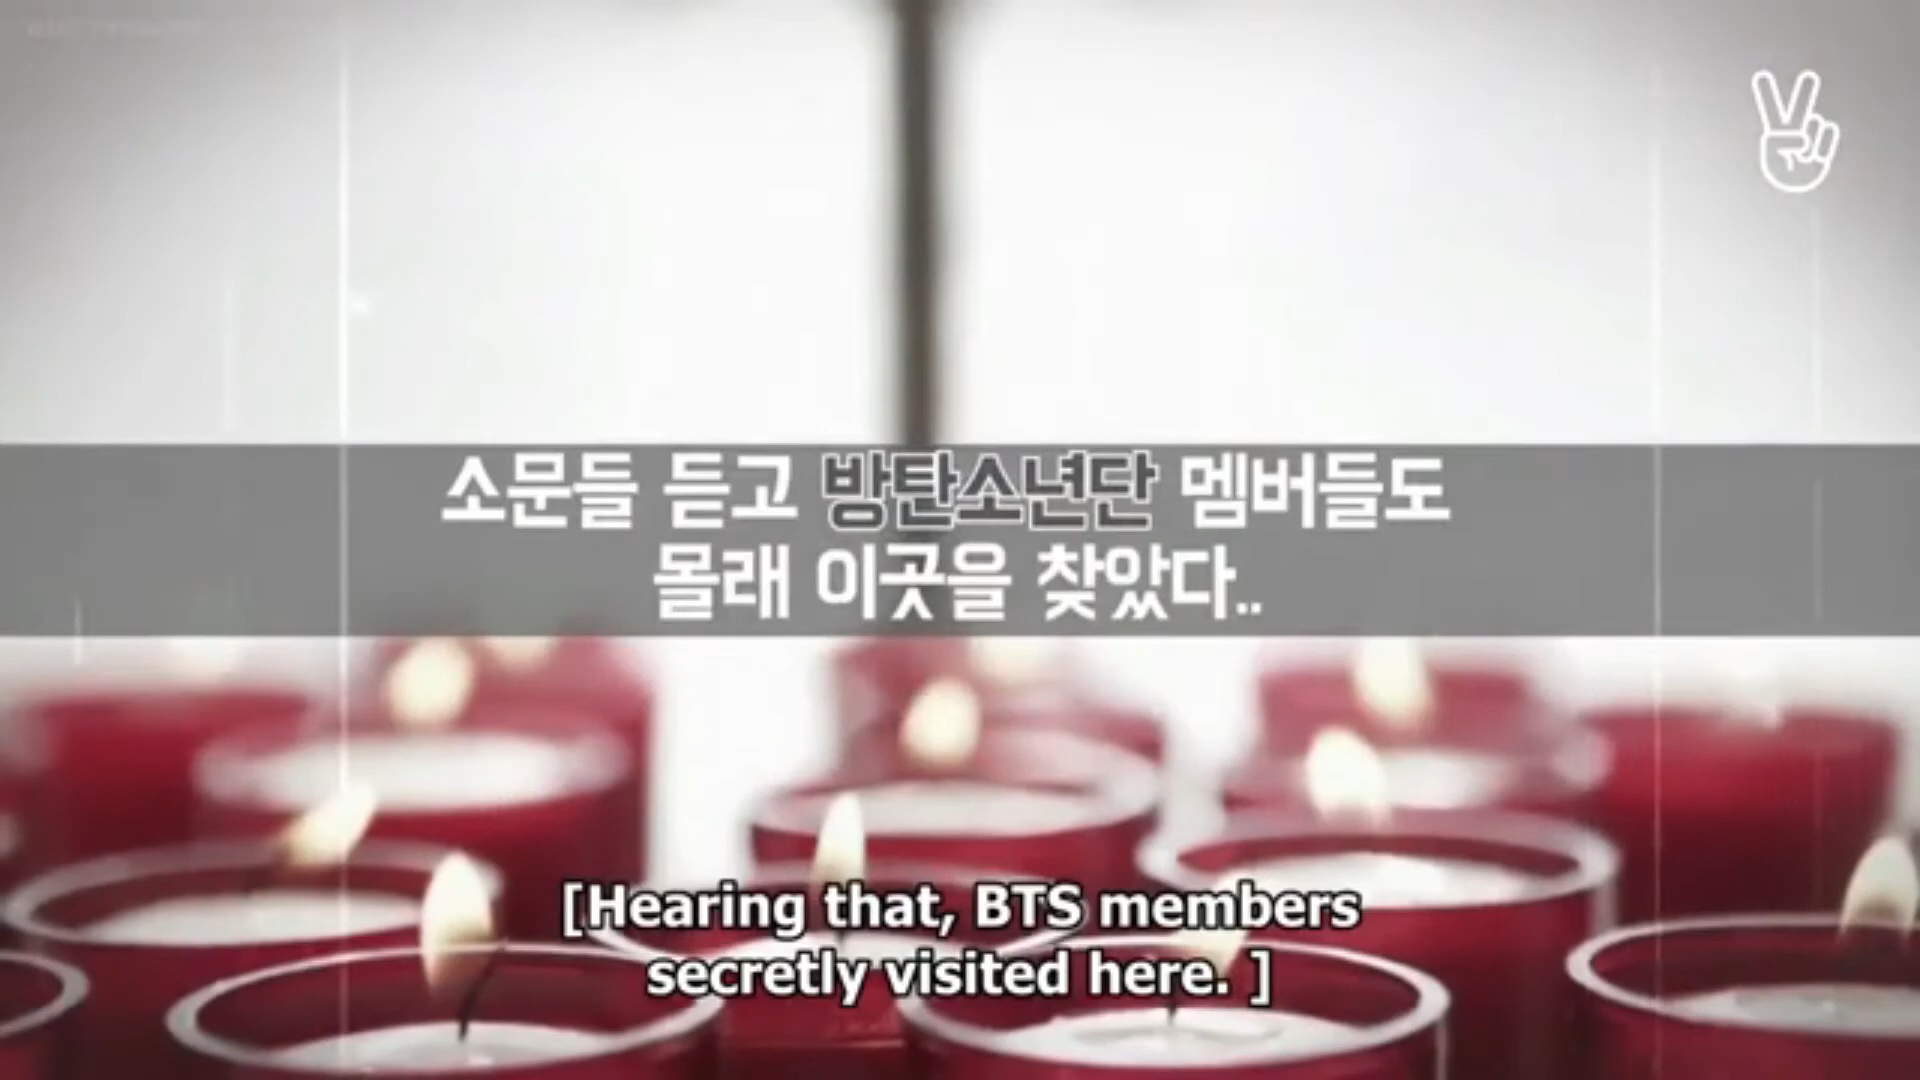 소문들 듣고 방탄소년단 멤버들도
몰래 이곳을 찾았다..
[Hearing that, BTS members
secretly visited here. ]